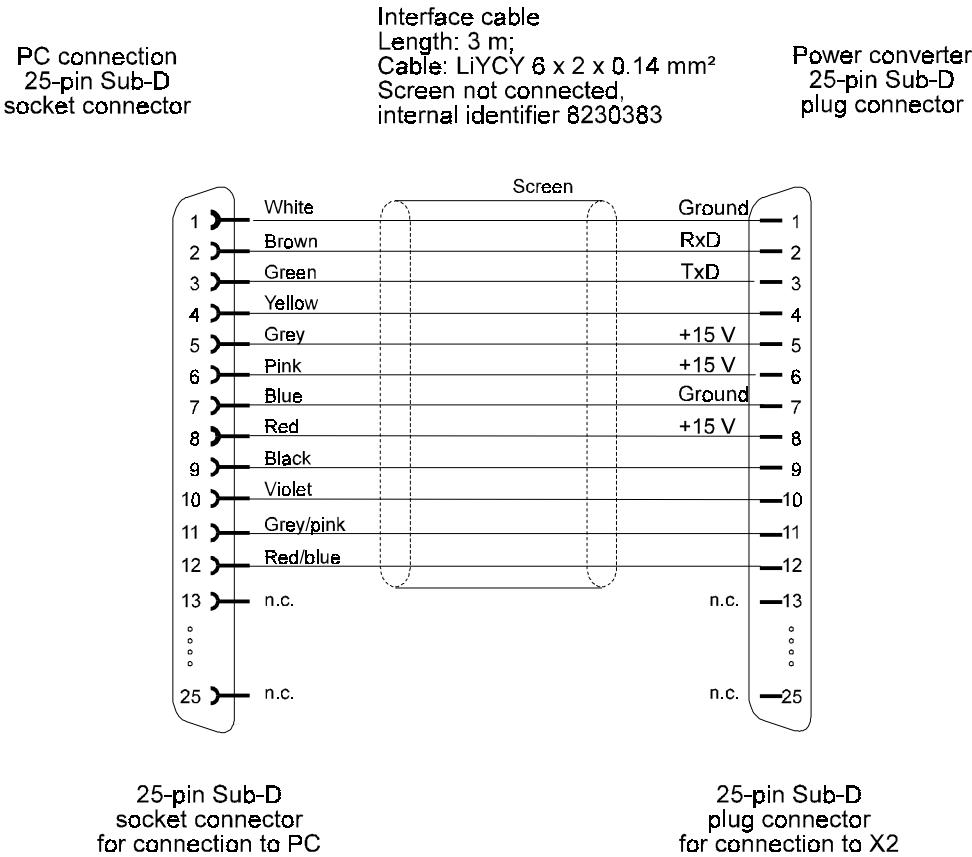 Interface cable
Length: 3 m;
Cable: LiYCY 6 x 2 x 0.14 mm²
Screen not connected,
internal identifier 8230383
PC connection
25-pin Sub-D
socket connector
Power converter
25-pin Sub-D
plug connector
Screen
1 White Ground 1
2 Brown RxD 2
3 Green TxD 3
4 Yellow 4
5 Grey +15 V 5
6 Pink +15 V 6
7 Blue Ground 7
8 Red +15 V 8
9 Black 9
10 Violet 10
11 Grey/pink 11
12 Red/blue 12
13 n.c. n.c. 13
25 n.c. n.c. 25
25-pin Sub-D
socket connector
for connection to PC
25-pin Sub-D
plug connector
for connection to X2